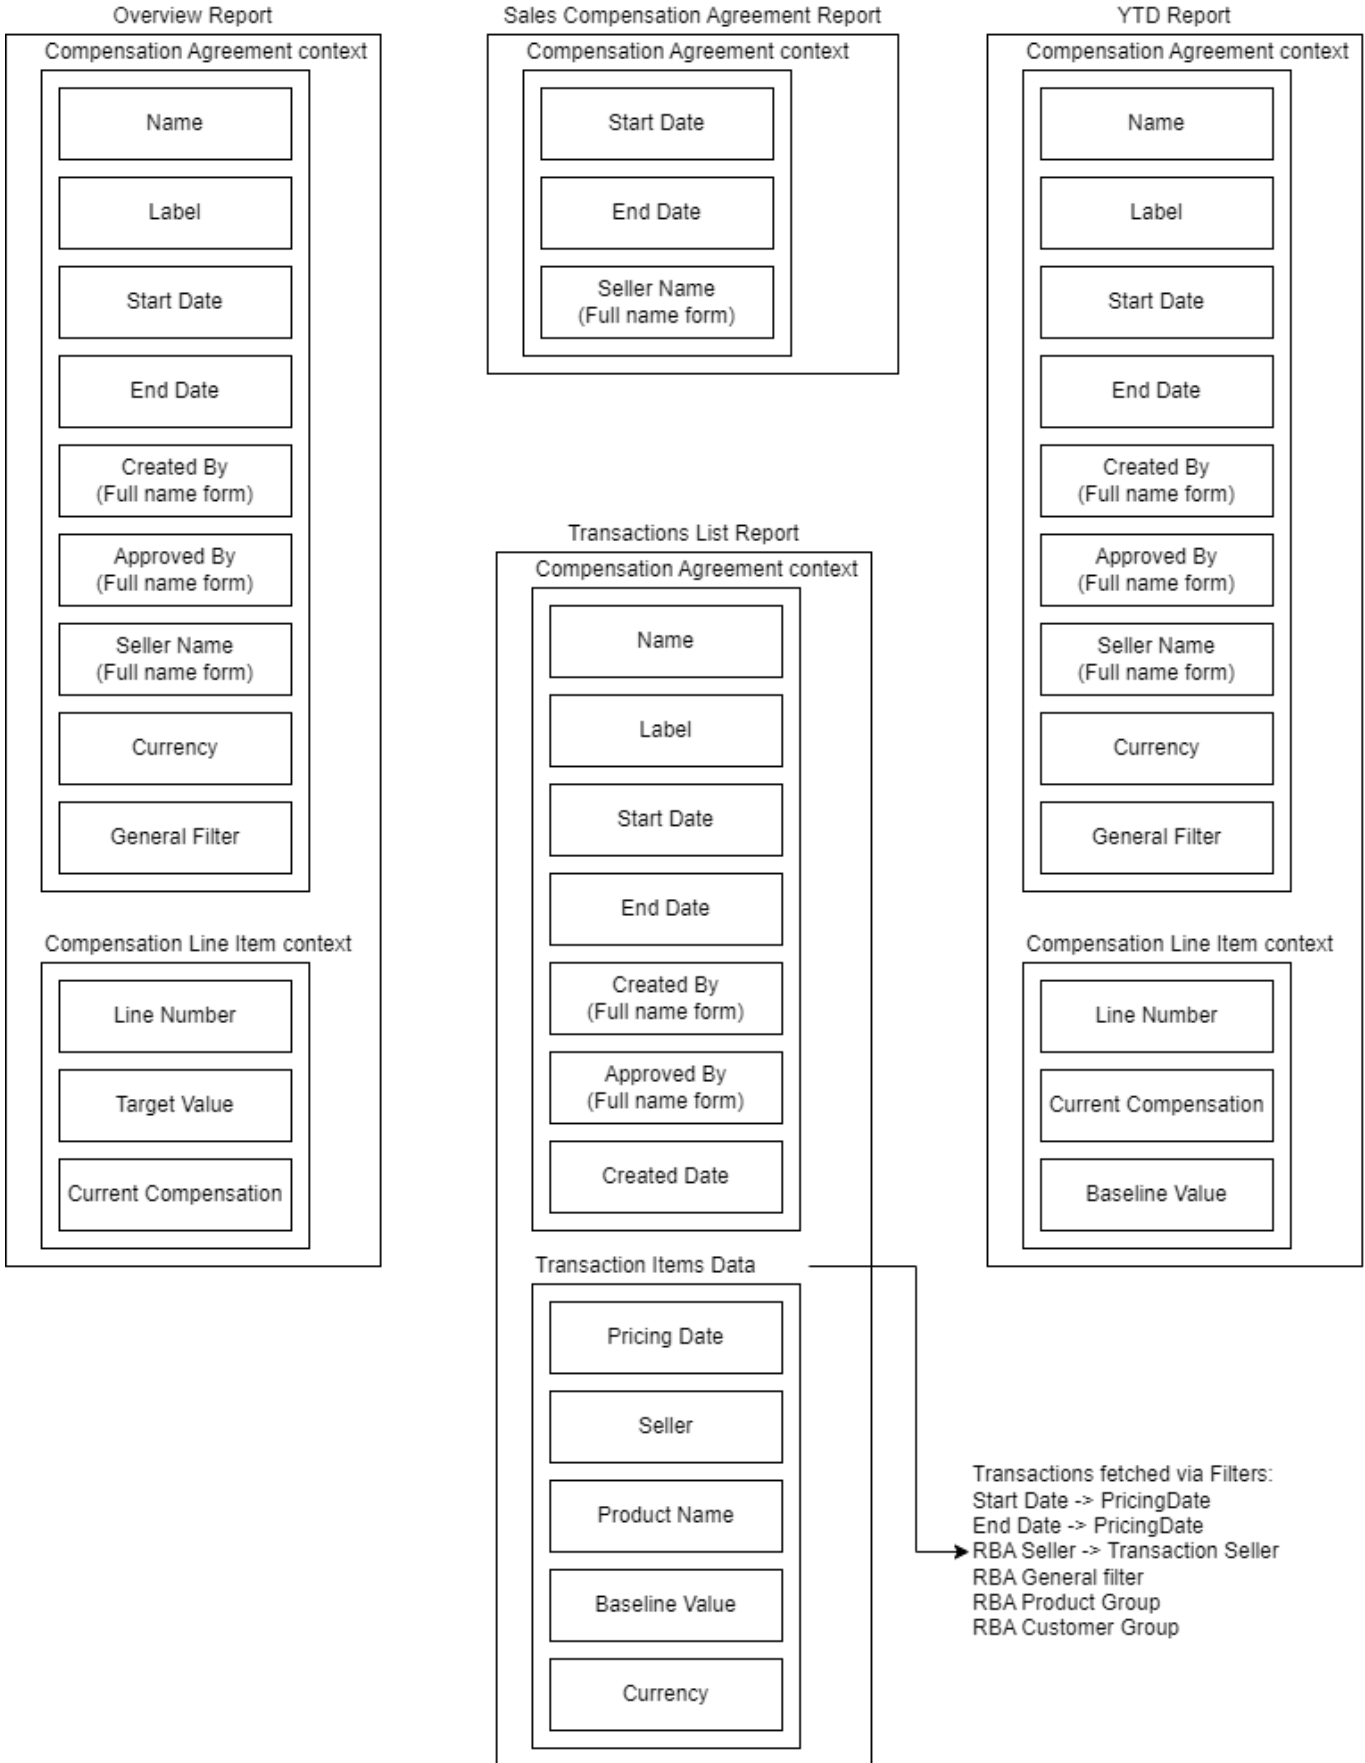 Overview Report
Compensation Agreement context
Name
Label
Start Date
End Date
Created By
(Full name form)
Approved By
(Full name form)
Seller Name
(Full name form)
Currency
General Filter
Compensation Line Item context
Line Number
Target Value
Current Compensation
Sales Compensation Agreement Report
Compensation Agreement context
Start Date
End Date
Seller Name
(Full name form)
Transactions List Report
Compensation Agreement context
Name
Label
Start Date
End Date
Created By
(Full name form)
Approved By
(Full name form)
Created Date
Transaction Items Data
Pricing Date
Seller
Product Name
Baseline Value
Currency
YTD Report
Compensation Agreement context
Name
Label
Start Date
End Date
Created By
(Full name form)
Approved By
(Full name form)
Seller Name
(Full name form)
Currency
General Filter
Compensation Line Item context
Line Number
Current Compensation
Baseline Value
Transactions fetched via Filters:
Start Date -> PricingDate
End Date -> PricingDate
RBA Seller -> Transaction Seller
RBA General filter
RBA Product Group
RBA Customer Group